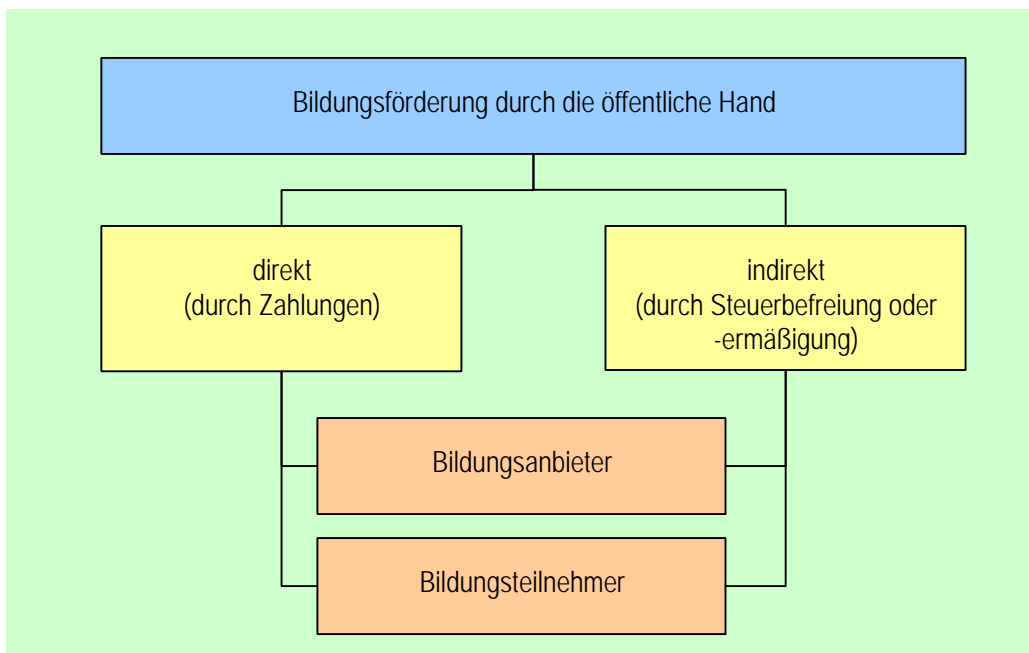 Bildungsförderung durch die öffentliche Hand
direkt
(durch Zahlungen)
indirekt
(durch Steuerbefreiung oder
-ermäßigung)
Bildungsanbieter
Bildungsteilnehmer